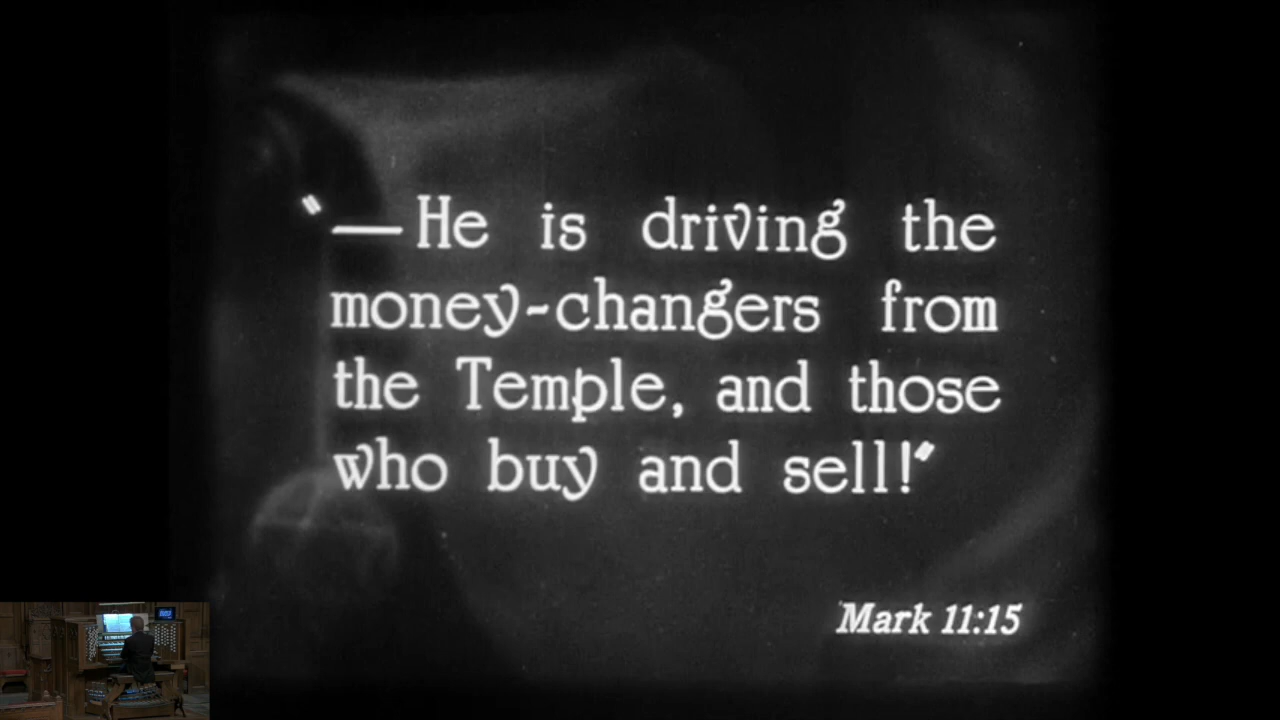 "—He is driving the
money-changers from
the Temple, and those
who buy and sell!"
Mark 11:15